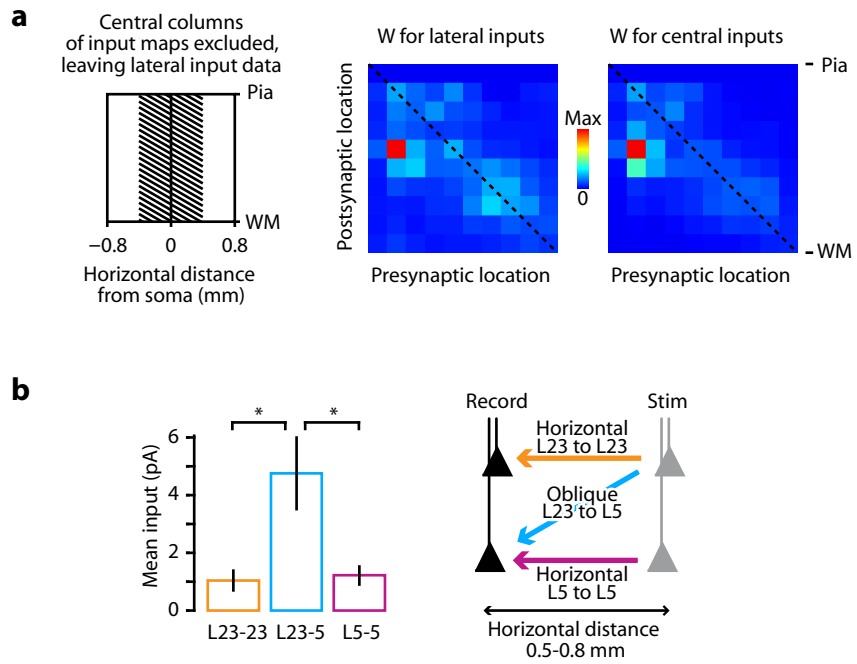 a
Central columns
of input maps excluded,
leaving lateral input data
Pia
WM
−0.8 0 0.8
Horizontal distance
from soma (mm)
W for lateral inputs
Postsynaptic location
Presynaptic location
Max
0
W for central inputs
Pia
WM
Presynaptic location
b
Mean input (pA)
6
4
2
0
* *
L23-23 L23-5 L5-5
Record Stim
Horizontal
L23 to L23
Oblique
L23 to L5
Horizontal
L5 to L5
Horizontal distance
0.5-0.8 mm